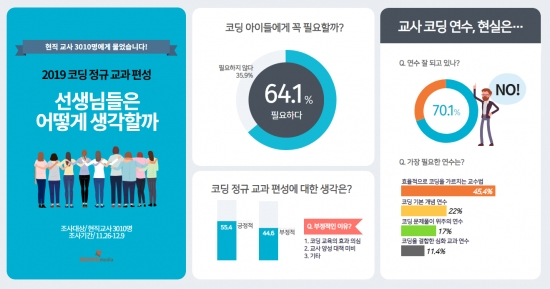 현직 교사 3010명에게 물었습니다!
2019 코딩 정규 교과 편성
선생님들은
어떻게 생각할까
조사대상/ 현직교사 3010명
조사기간/ 11.26-12.9
코딩 아이들에게 꼭 필요할까?
필요하지 않다
35.9%
64.1%
필요하다
코딩 정규 교과 편성에 대한 생각은?
55.4
긍정적
44.6
부정적
Q. 부정적인 이유?
1. 코딩 교육의 효과 의심
2. 교사 양성 대책 미비
3. 기타
교사 코딩 연수, 현실은…
Q. 연수 잘 되고 있나?
70.1%
NO!
Q. 가장 필요한 연수는?
효율적으로 코딩을 가르치는 교수법
45.4%
코딩 기본 개념 연수
22%
코딩 문제풀이 위주의 연수
17%
코딩을 결합한 심화 교과 연수
11.4%